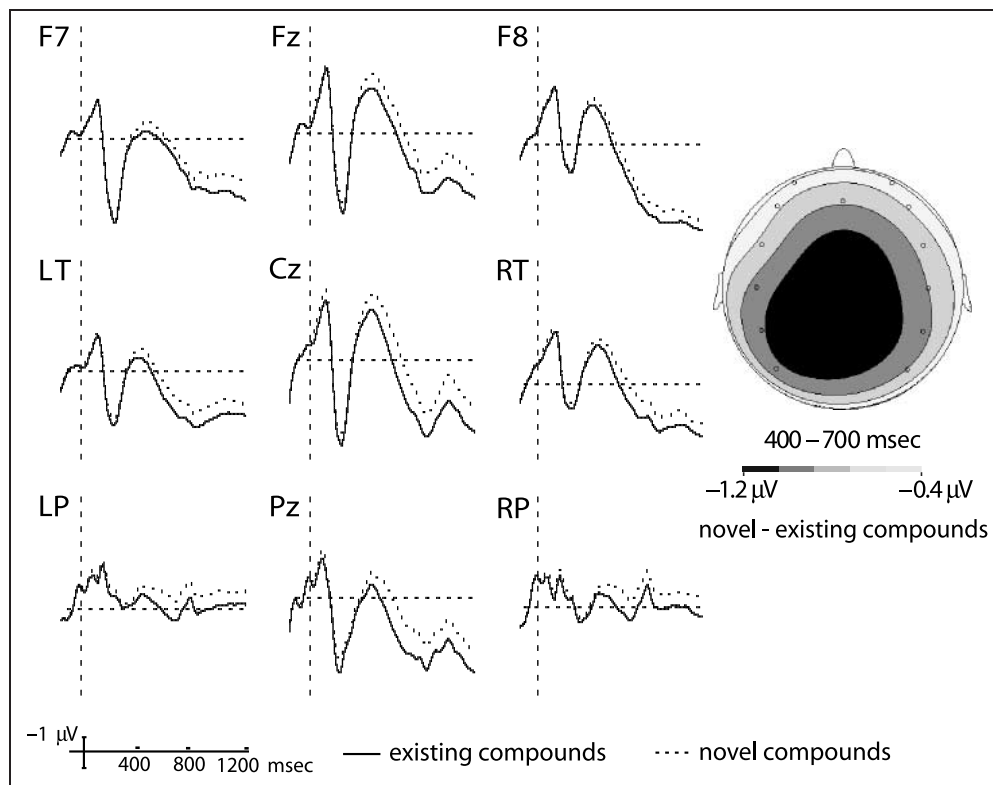 F7 Fz F8
LT Cz RT
400 – 700 msec
−1.2 μV −0.4 μV
novel - existing compounds
LP Pz RP
−1 μV
400 800 1200 msec
existing compounds novel compounds